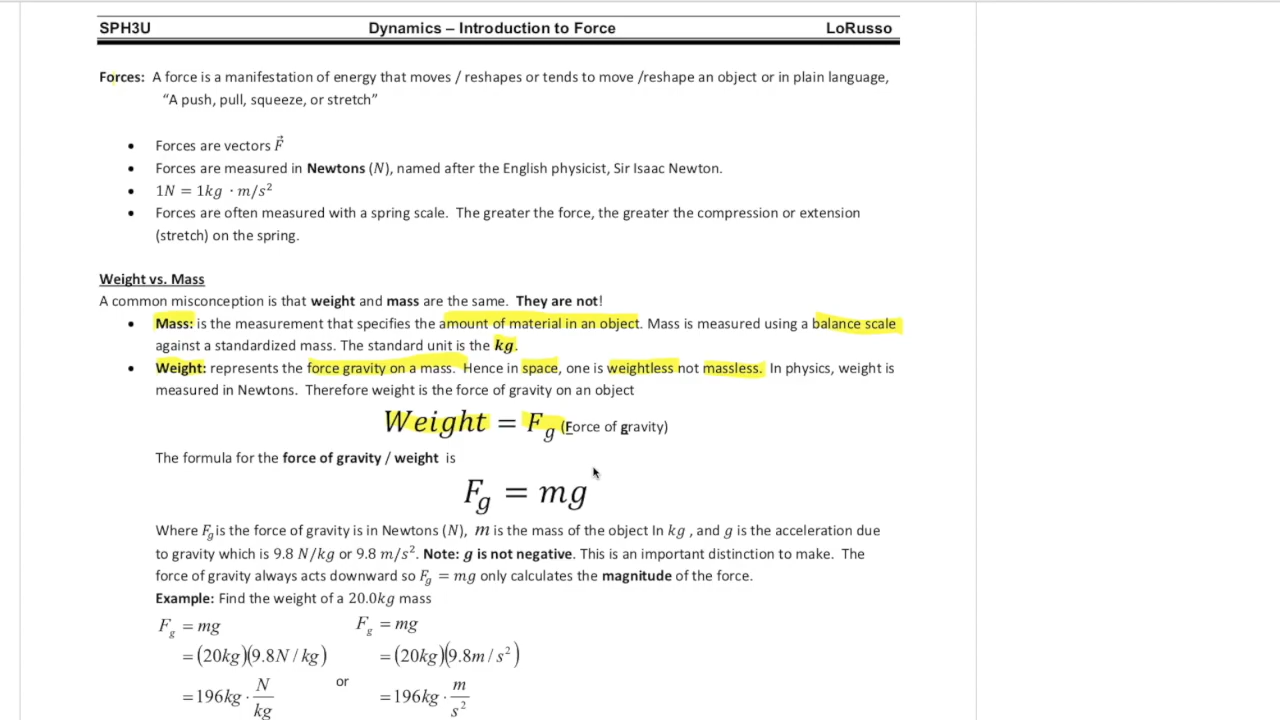 SPH3U Dynamics – Introduction to Force LoRusso
Forces: A force is a manifestation of energy that moves / reshapes or tends to move /reshape an object or in plain language,
“A push, pull, squeeze, or stretch”
• Forces are vectors F⃗
• Forces are measured in Newtons (N), named after the English physicist, Sir Isaac Newton.
• 1N = 1kg · m/s²
• Forces are often measured with a spring scale. The greater the force, the greater the compression or extension
(stretch) on the spring.
Weight vs. Mass
A common misconception is that weight and mass are the same. They are not!
• Mass: is the measurement that specifies the amount of material in an object. Mass is measured using a balance scale
against a standardized mass. The standard unit is the kg.
• Weight: represents the force gravity on a mass. Hence in space, one is weightless not massless. In physics, weight is
measured in Newtons. Therefore weight is the force of gravity on an object
Weight = F_g (Force of gravity)
The formula for the force of gravity / weight is
F_g = mg
Where F_g is the force of gravity is in Newtons (N), m is the mass of the object In kg , and g is the acceleration due
to gravity which is 9.8 N/kg or 9.8 m/s². Note: g is not negative. This is an important distinction to make. The
force of gravity always acts downward so F_g = mg only calculates the magnitude of the force.
Example: Find the weight of a 20.0kg mass
F_g = mg F_g = mg
= (20kg)(9.8N / kg) = (20kg)(9.8m / s²)
= 196kg · N/kg or = 196kg · m/s²